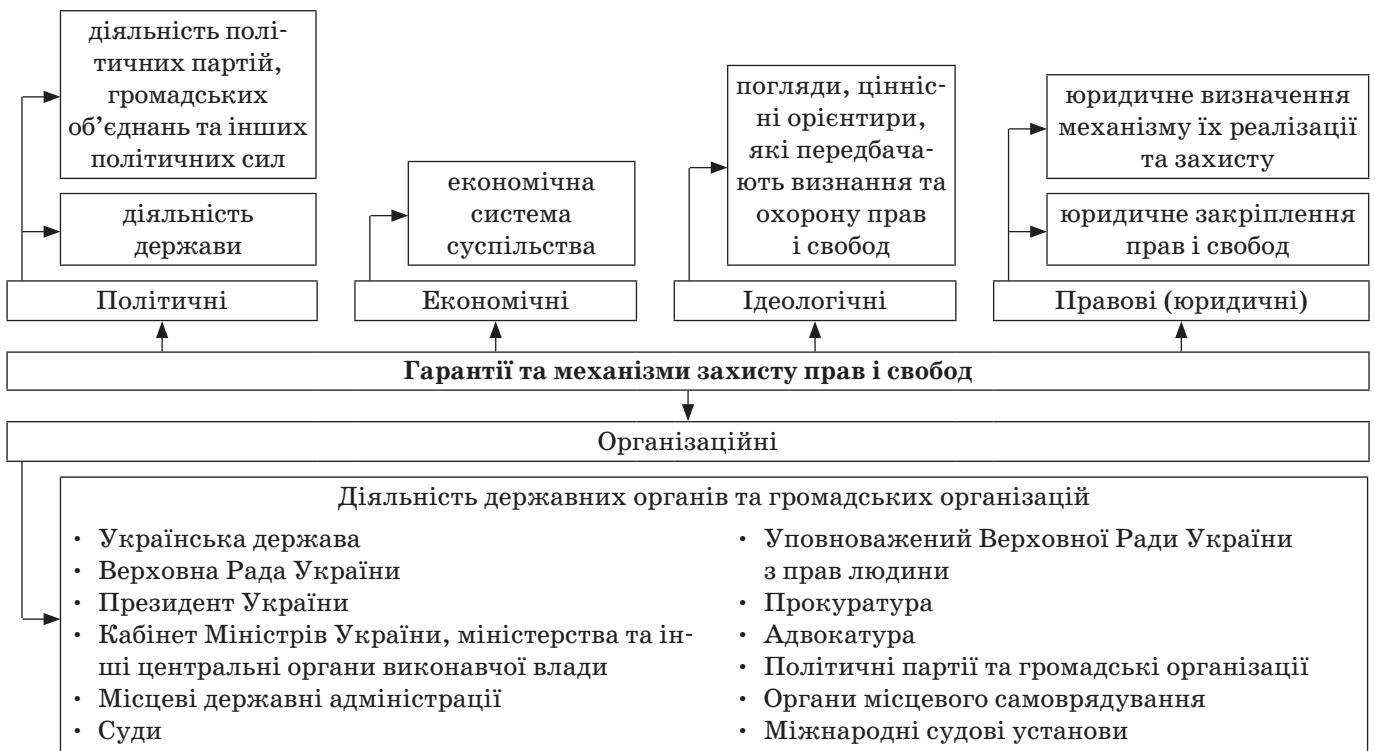 діяльність полі-
тичних партій,
громадських
об’єднань та інших
політичних сил
діяльність
держави
Політичні
економічна
система
суспільства
Економічні
погляди, цінніс-
ні орієнтири,
які передбача-
ють визнання та
охорону прав
і свобод
Ідеологічні
юридичне визначення
механізму їх реалізації
та захисту
юридичне закріплення
прав і свобод
Правові (юридичні)
Гарантії та механізми захисту прав і свобод
Організаційні
Діяльність державних органів та громадських організацій
• Українська держава
• Верховна Рада України
• Президент України
• Кабінет Міністрів України, міністерства та ін-
ші центральні органи виконавчої влади
• Місцеві державні адміністрації
• Суди
• Уповноважений Верховної Ради України
з прав людини
• Прокуратура
• Адвокатура
• Політичні партії та громадські організації
• Органи місцевого самоврядування
• Міжнародні судові установи